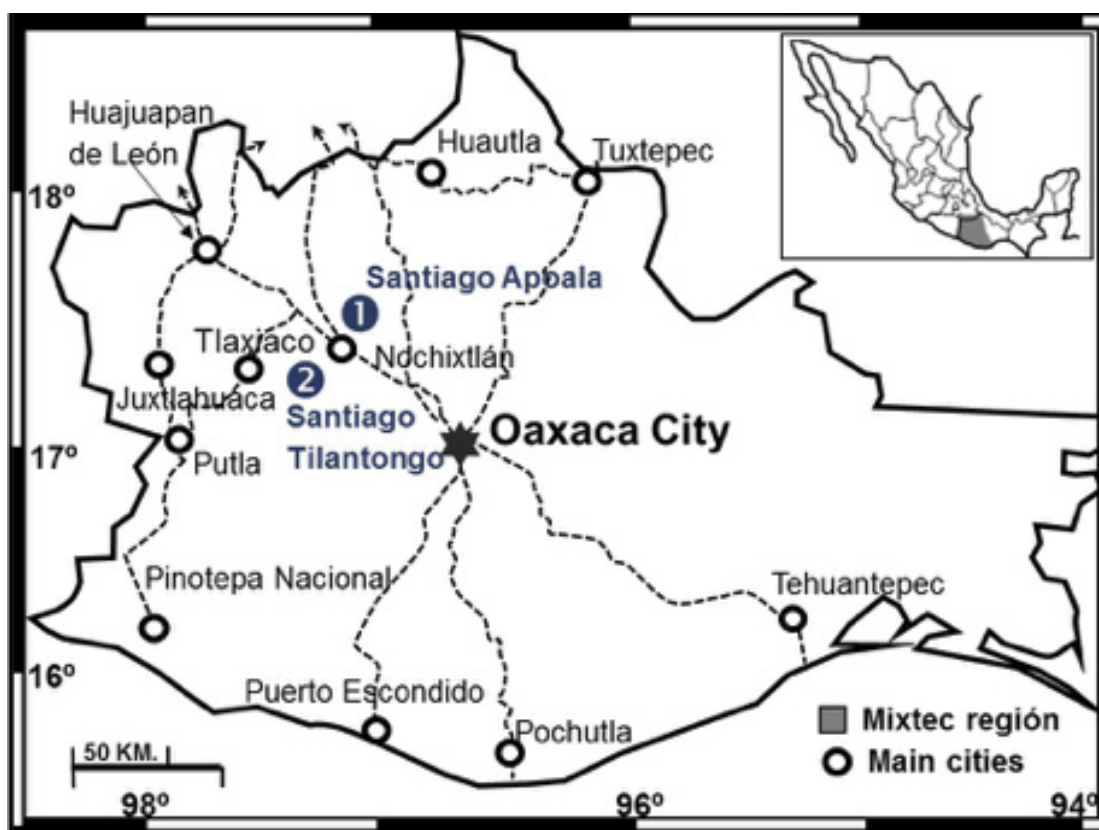 Huajuapan
de León
Huautla
Tuxtepec
18º
Santiago Apoala
1
Tlaxiaco
Nochixtlán
2
Juxtlahuaca
Santiago
Tilantongo
Oaxaca City
17º
Putla
Pinotepa Nacional
Tehuantepec
16º
Puerto Escondido
Pochutla
Mixtec región
Main cities
50 KM.
98º
96º
94º